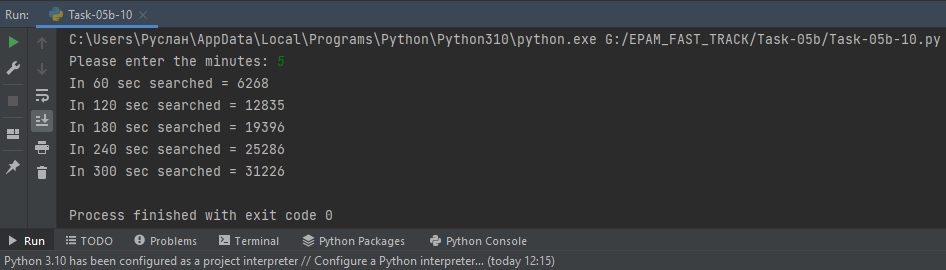 Run: Task-05b-10
C:\Users\Руслан\AppData\Local\Programs\Python\Python310\python.exe G:/EPAM_FAST_TRACK/Task-05b/Task-05b-10.py
Please enter the minutes: 5
In 60 sec searched = 6268
In 120 sec searched = 12835
In 180 sec searched = 19396
In 240 sec searched = 25286
In 300 sec searched = 31226
Process finished with exit code 0
Run TODO Problems Terminal Python Packages Python Console
Python 3.10 has been configured as a project interpreter // Configure a Python interpreter... (today 12:15)